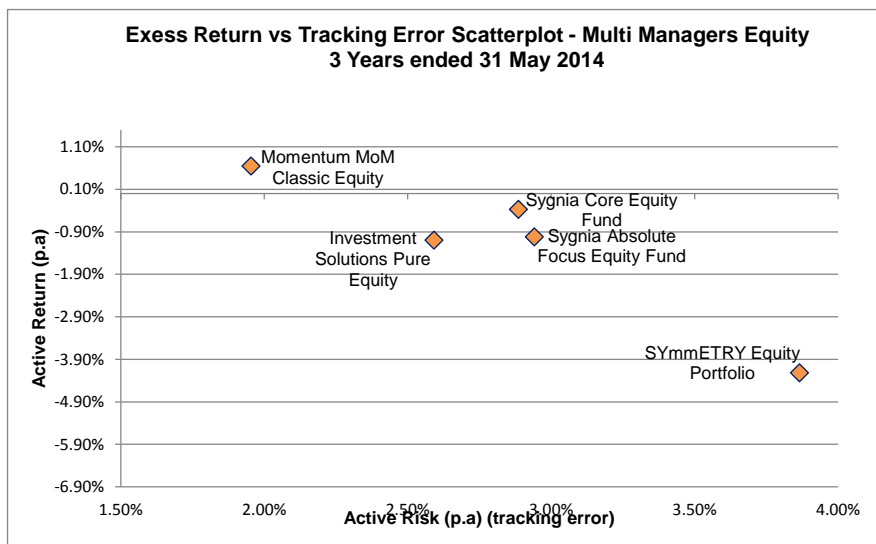 Exess Return vs Tracking Error Scatterplot - Multi Managers Equity
3 Years ended 31 May 2014
Active Return (p.a)
1.10%
0.10%
-0.90%
-1.90%
-2.90%
-3.90%
-4.90%
-5.90%
-6.90%
Momentum MoM
Classic Equity
Sygnia Core Equity
Fund
Investment
Solutions Pure
Equity
Sygnia Absolute
Focus Equity Fund
SYmmETRY Equity
Portfolio
1.50%
2.00%
2.50%
3.00%
3.50%
4.00%
Active Risk (p.a) (tracking error)